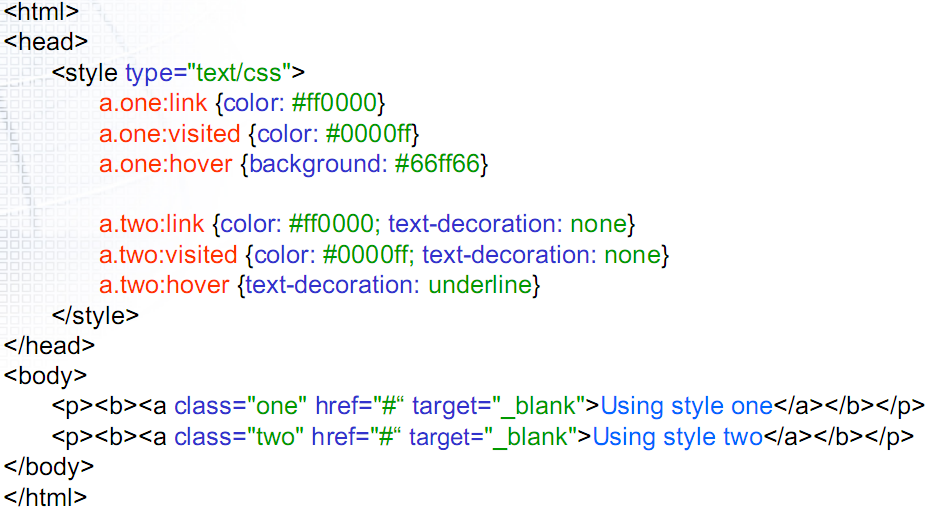 <html>
<head>
<style type="text/css">
a.one:link {color: #ff0000}
a.one:visited {color: #0000ff}
a.one:hover {background: #66ff66}
a.two:link {color: #ff0000; text-decoration: none}
a.two:visited {color: #0000ff; text-decoration: none}
a.two:hover {text-decoration: underline}
</style>
</head>
<body>
<p><b><a class="one" href="#“ target="_blank">Using style one</a></b></p>
<p><b><a class="two" href="#“ target="_blank">Using style two</a></b></p>
</body>
</html>